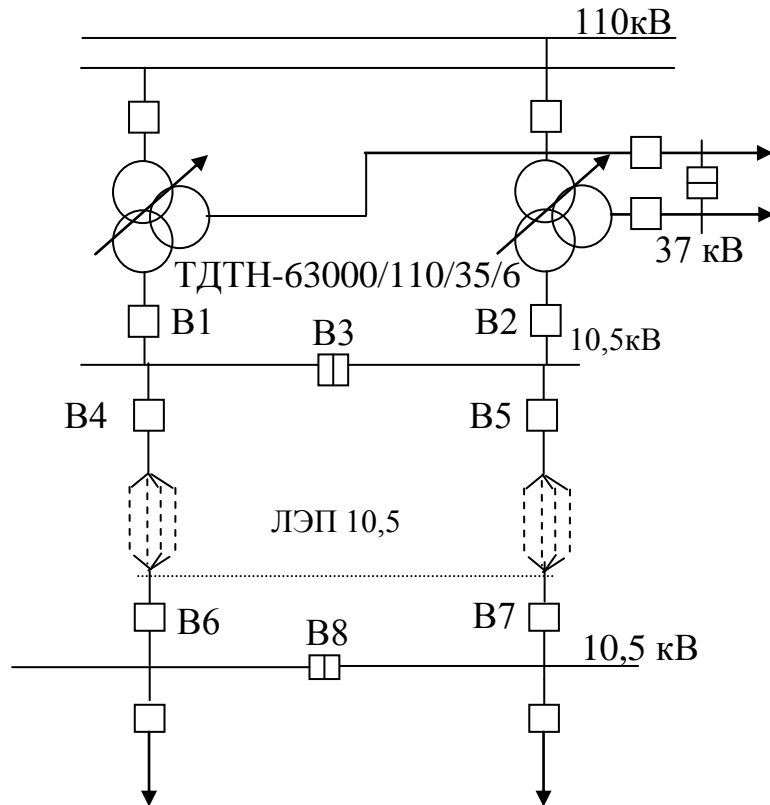 110кВ
37 кВ
ТДТН-63000/110/35/6
В1
В2
В3
10,5кВ
В4
В5
ЛЭП 10,5
В6
В7
В8
10,5 кВ